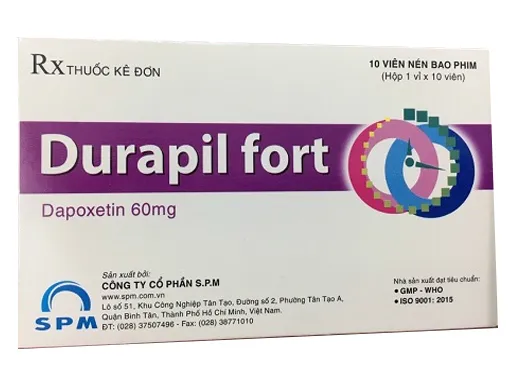 Rx THUỐC KÊ ĐƠN
10 VIÊN NÉN BAO PHIM
(Hộp 1 vỉ x 10 viên)
Durapil fort
Dapoxetin 60mg
Sản xuất bởi:
CÔNG TY CỔ PHẦN S.P.M
www.spm.com.vn
Lô số 51, Khu Công Nghiệp Tân Tạo, Đường số 2, Phường Tân Tạo A,
Quận Bình Tân, Thành Phố Hồ Chí Minh, Việt Nam.
ĐT: (028) 37507496 - Fax: (028) 38771010
SPM
Nhà sản xuất đạt tiêu chuẩn:
• GMP - WHO
• ISO 9001: 2015